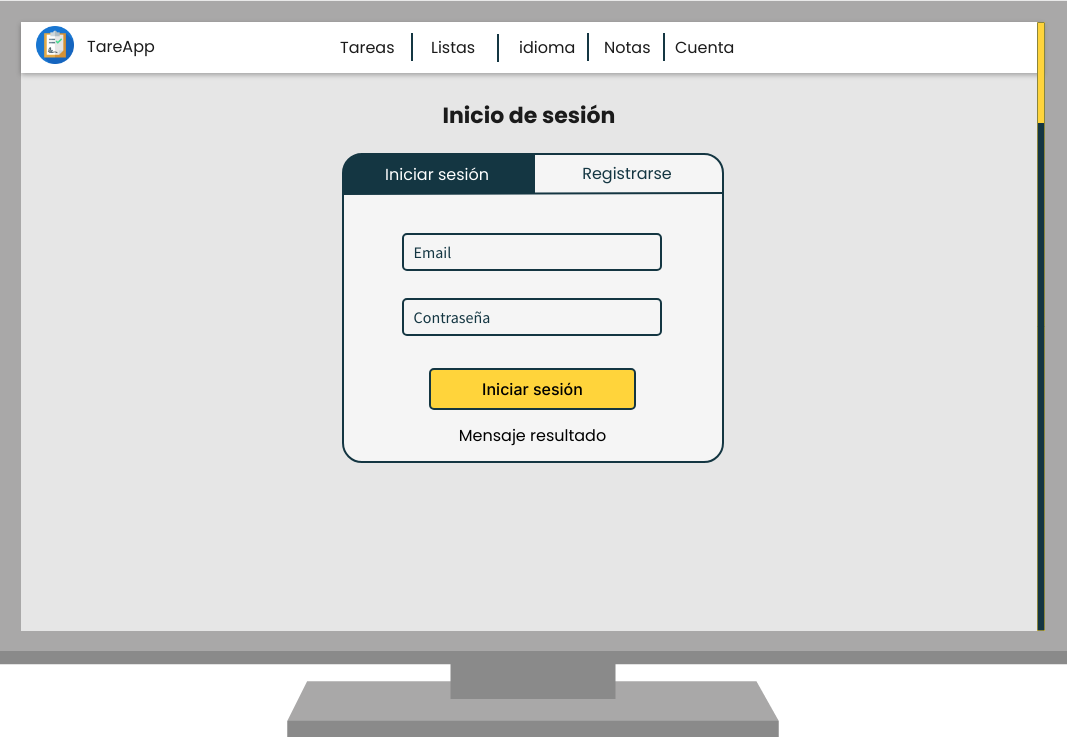 TareApp
Tareas Listas idioma Notas Cuenta
Inicio de sesión
Iniciar sesión Registrarse
Email
Contraseña
Iniciar sesión
Mensaje resultado